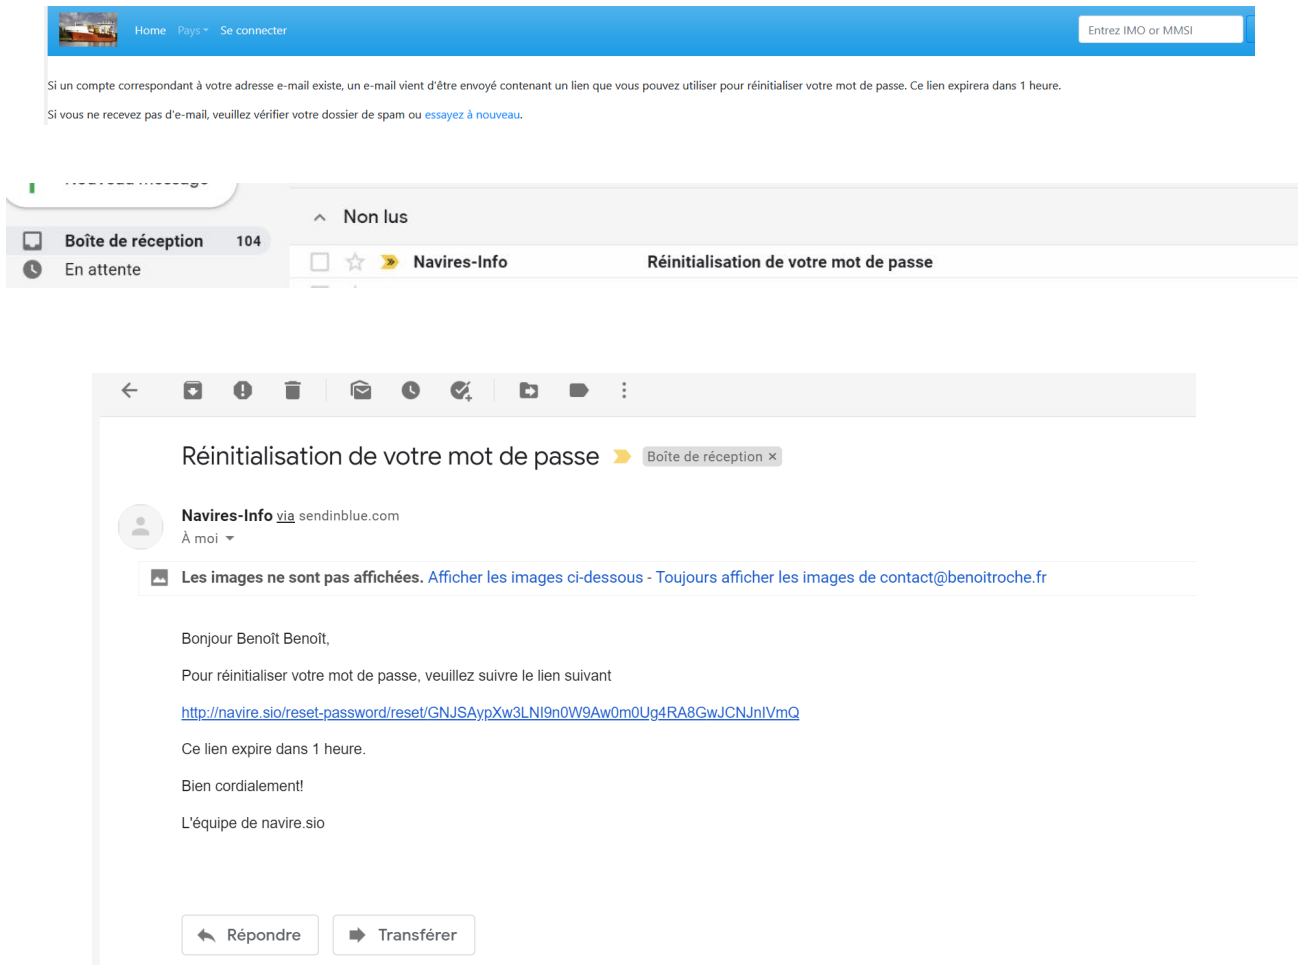 Home Pays Se connecter Entrez IMO or MMSI
Si un compte correspondant à votre adresse e-mail existe, un e-mail vient d'être envoyé contenant un lien que vous pouvez utiliser pour réinitialiser votre mot de passe. Ce lien expirera dans 1 heure.
Si vous ne recevez pas d'e-mail, veuillez vérifier votre dossier de spam ou essayez à nouveau.
Nouveau message
Non lus
Boîte de réception 104
Navires-Info Réinitialisation de votre mot de passe
En attente
Réinitialisation de votre mot de passe Boîte de réception ×
Navires-Info via sendinblue.com
À moi
Les images ne sont pas affichées. Afficher les images ci-dessous - Toujours afficher les images de contact@benoitroche.fr
Bonjour Benoît Benoît,
Pour réinitialiser votre mot de passe, veuillez suivre le lien suivant
http://navire.sio/reset-password/reset/GNJSAypXw3LNI9n0W9Aw0m0Ug4RA8GwJCNJnIVmQ
Ce lien expire dans 1 heure.
Bien cordialement!
L'équipe de navire.sio
Répondre Transférer